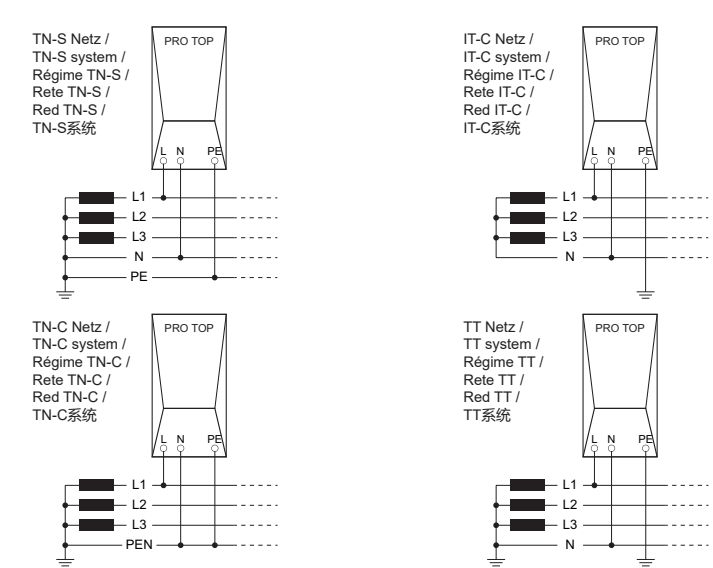 TN-S Netz /
TN-S system /
Régime TN-S /
Rete TN-S /
Red TN-S /
TN-S系统
PRO TOP
L N PE
L1
L2
L3
N
PE
IT-C Netz /
IT-C system /
Régime IT-C /
Rete IT-C /
Red IT-C /
IT-C系统
PRO TOP
L N PE
L1
L2
L3
N
TN-C Netz /
TN-C system /
Régime TN-C /
Rete TN-C /
Red TN-C /
TN-C系统
PRO TOP
L N PE
L1
L2
L3
PEN
TT Netz /
TT system /
Régime TT /
Rete TT /
Red TT /
TT系统
PRO TOP
L N PE
L1
L2
L3
N